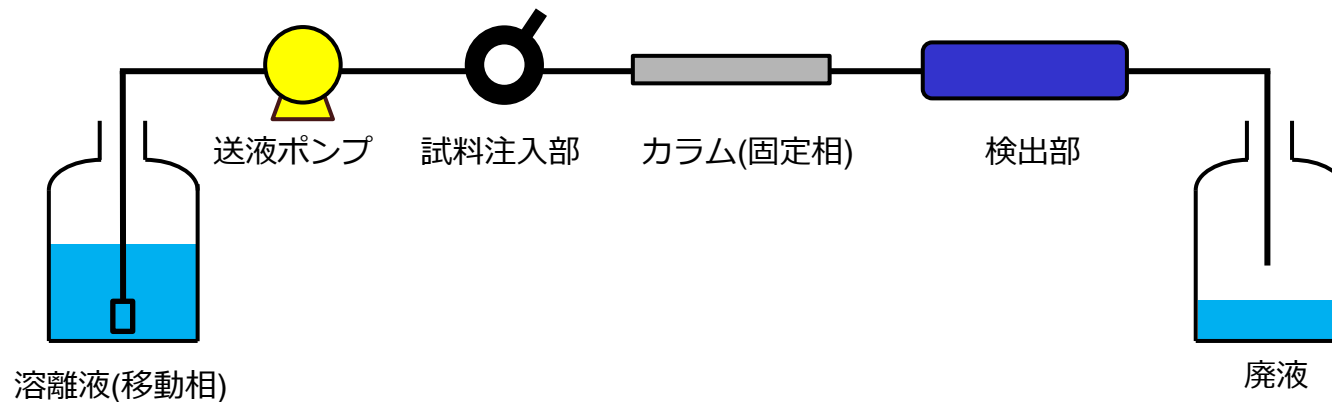 送液ポンプ
試料注入部
カラム(固定相)
検出部
溶離液(移動相)
廃液